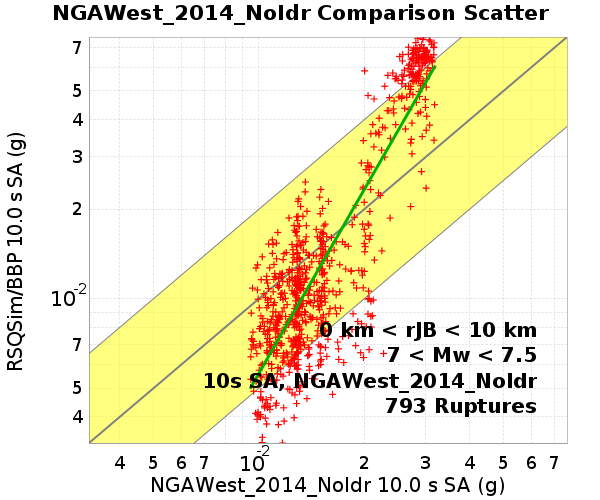 NGAWest_2014_NoIdr Comparison Scatter
7
5
4
3
2
10-2
7
5
4
RSQSim/BBP 10.0 s SA (g)
0 km < rJB < 10 km
7 < Mw < 7.5
10s SA, NGAWest_2014_NoIdr
793 Ruptures
4 5 6 7 10-2 2 3 4 5 6 7
NGAWest_2014_NoIdr 10.0 s SA (g)